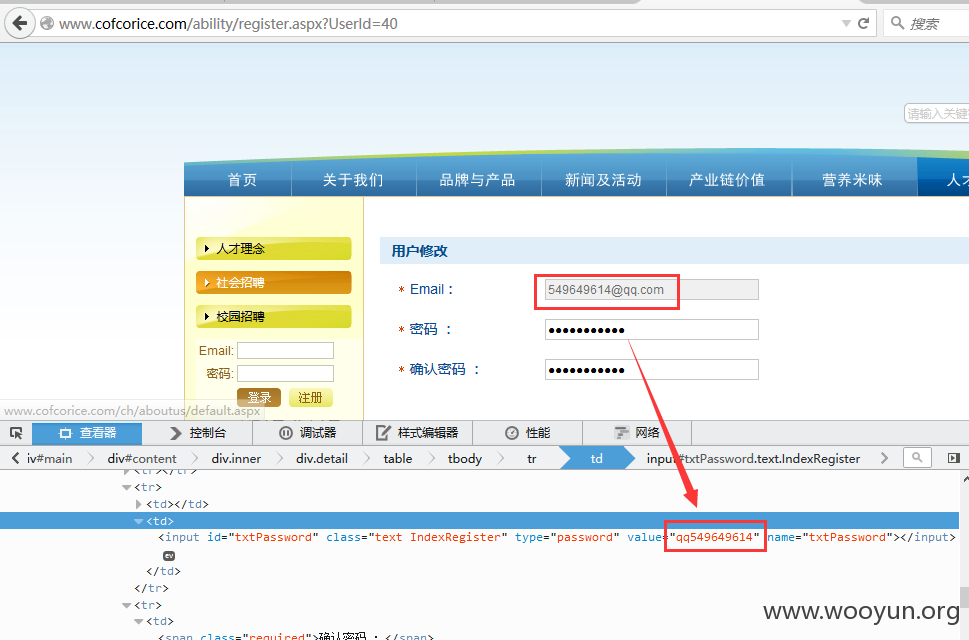 www.cofcorice.com/ability/register.aspx?UserId=40
搜索
请输入关键
首页 关于我们 品牌与产品 新闻及活动 产业链价值 营养米味 人才
人才理念
社会招聘
校园招聘
Email:
密码:
登录 注册
用户修改
* Email：
549649614@qq.com
* 密码 ：
●●●●●●●●●●●
* 确认密码 ：
●●●●●●●●●●●
www.cofcorice.com/ch/aboutus/default.aspx
查看器 控制台 调试器 样式编辑器 性能 网络
iv#main div#content div.inner div.detail table tbody tr td input#txtPassword.text.IndexRegister
<tr></tr>
<tr>
<td></td>
<td>
<input id="txtPassword" class="text IndexRegister" type="password" value="qq549649614" name="txtPassword"></input>
ev
</td>
</tr>
<tr>
<td>
<span class="required">确认密码：</span>
www.wooyun.org